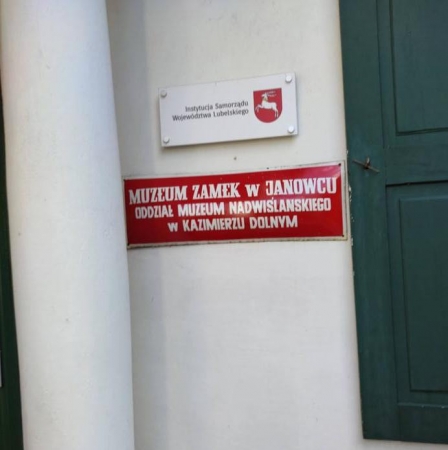 Instytucja Samorządu
Województwa Lubelskiego
MUZEUM ZAMEK W JANOWCU
ODDZIAŁ MUZEUM NADWIŚLAŃSKIEGO
W KAZIMIERZU DOLNYM